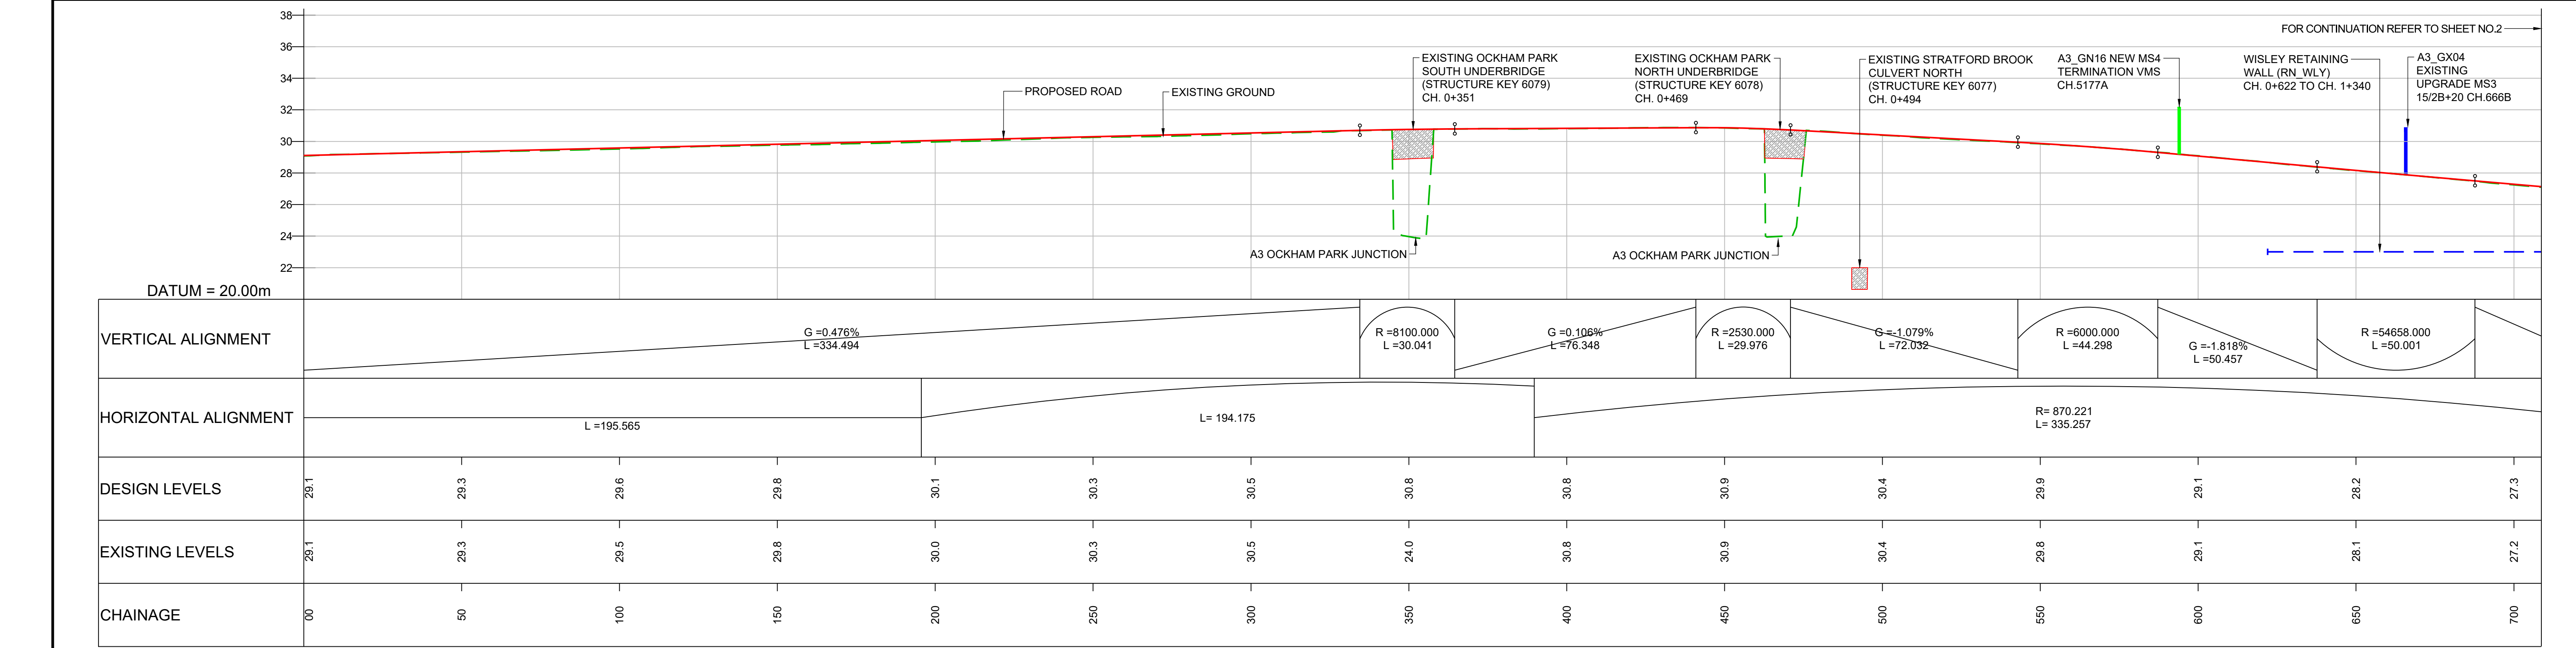 38
36
34
32
30
28
26
24
22
DATUM = 20.00m
FOR CONTINUATION REFER TO SHEET NO.2
PROPOSED ROAD
EXISTING GROUND
EXISTING OCKHAM PARK
SOUTH UNDERBRIDGE
(STRUCTURE KEY 6079)
CH. 0+351
EXISTING OCKHAM PARK
NORTH UNDERBRIDGE
(STRUCTURE KEY 6078)
CH. 0+469
EXISTING STRATFORD BROOK
CULVERT NORTH
(STRUCTURE KEY 6077)
CH. 0+494
A3_GN16 NEW MS4
TERMINATION VMS
CH.5177A
WISLEY RETAINING
WALL (RN_WLY)
CH. 0+622 TO CH. 1+340
A3_GX04
EXISTING
UPGRADE MS3
15/2B+20 CH.666B
A3 OCKHAM PARK JUNCTION
A3 OCKHAM PARK JUNCTION
VERTICAL ALIGNMENT
G =0.476%
L =334.494
R =8100.000
L =30.041
G =0.106%
L =76.348
R =2530.000
L =29.976
G =-1.079%
L =72.032
R =6000.000
L =44.298
G =-1.818%
L =50.457
R =54658.000
L =50.001
HORIZONTAL ALIGNMENT
L =195.565
L= 194.175
R= 870.221
L= 335.257
DESIGN LEVELS
29.1
29.3
29.6
29.8
30.1
30.3
30.5
30.8
30.8
30.9
30.4
29.9
29.1
28.2
27.3
EXISTING LEVELS
29.1
29.3
29.5
29.8
30.0
30.3
30.5
24.0
30.8
30.9
30.4
29.8
29.1
28.1
27.2
CHAINAGE
00
50
100
150
200
250
300
350
400
450
500
550
600
650
700